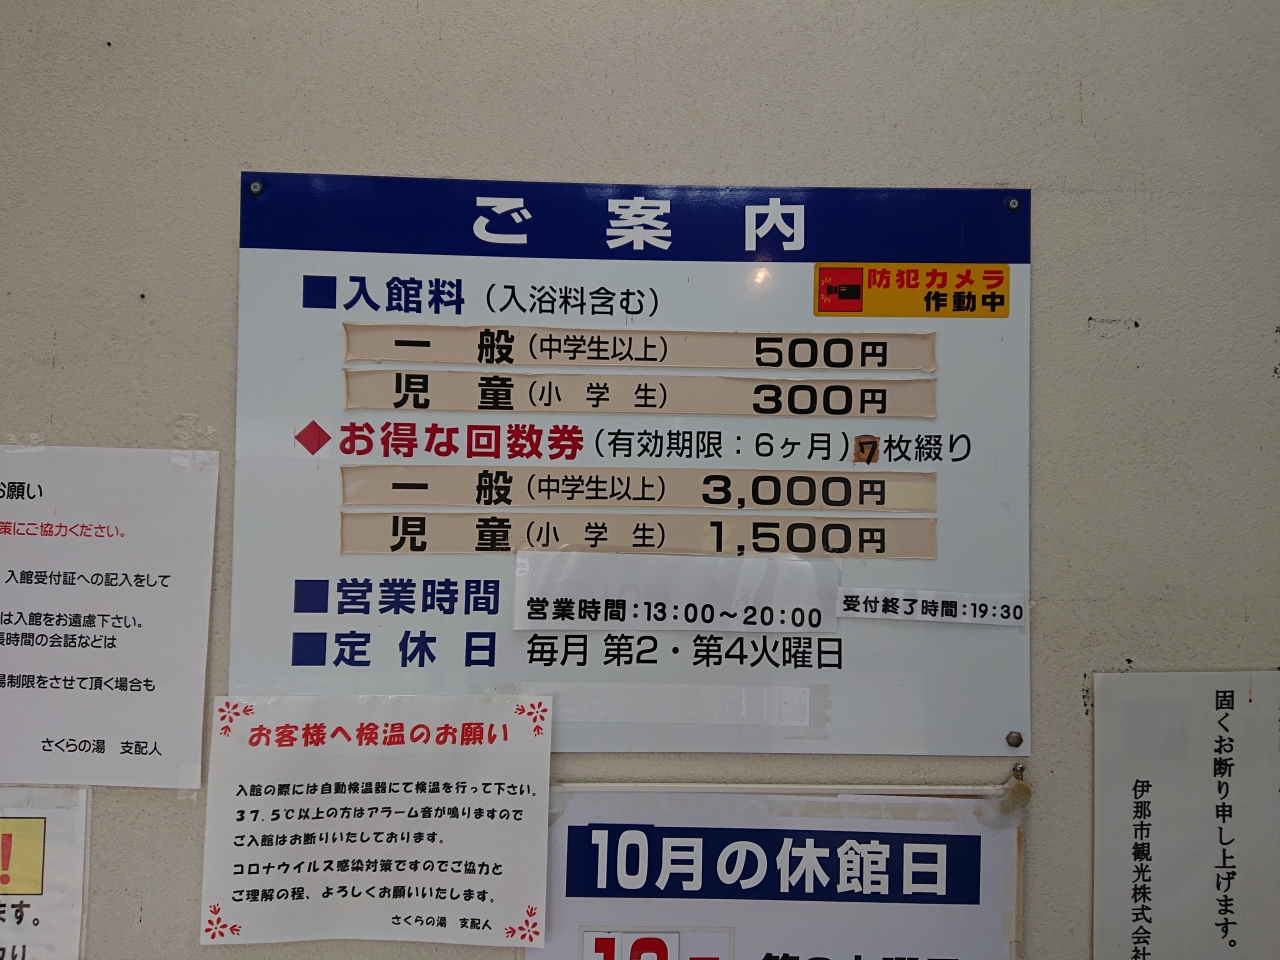 ご案内
■入館料（入浴料含む）
防犯カメラ
作動中
一般（中学生以上） 500円
児童（小学生） 300円
◆お得な回数券（有効期限：6ヶ月）7枚綴り
一般（中学生以上） 3,000円
児童（小学生） 1,500円
■営業時間 営業時間：13:00～20:00 受付終了時間：19:30
■定休日 毎月 第2・第4火曜日
お願い
策にご協力ください。
入館受付証への記入をして
は入館をお遠慮下さい。
長時間の会話などは
場制限をさせて頂く場合も
さくらの湯 支配人
!
ます。
お客様へ検温のお願い
入館の際には自動検温器にて検温を行って下さい。
37.5℃以上の方はアラーム音が鳴りますので
ご入館はお断りいたしております。
コロナウイルス感染対策ですのでご協力と
ご理解の程、よろしくお願いいたします。
さくらの湯 支配人
10月の休館日
固くお断り申し上げます。
伊那市観光株式会社